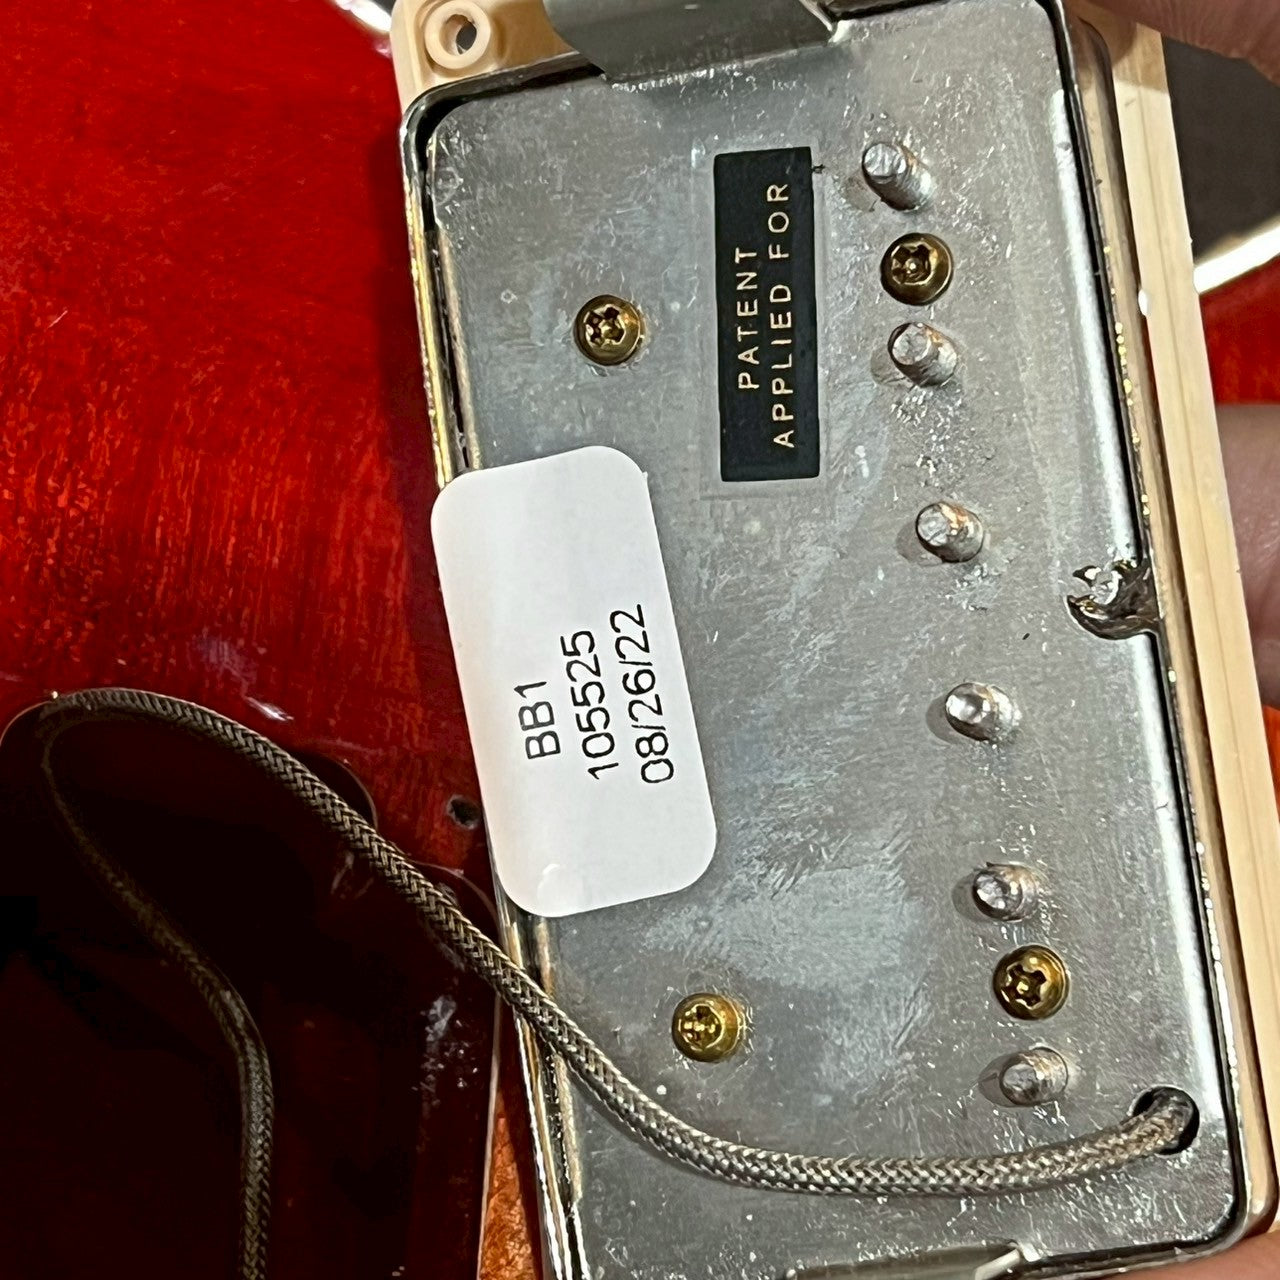 PATENT
APPLIED FOR
BB1
105525
08/26/22